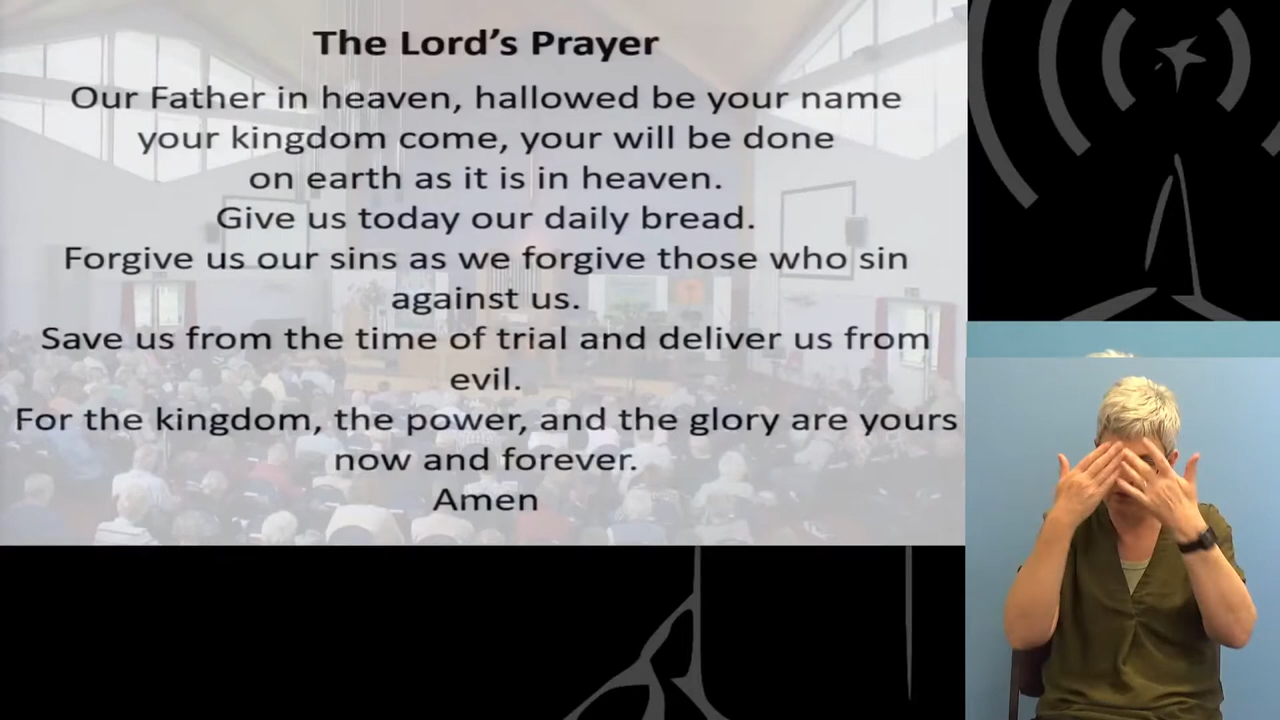 The Lord's Prayer
Our Father in heaven, hallowed be your name
your kingdom come, your will be done
on earth as it is in heaven.
Give us today our daily bread.
Forgive us our sins as we forgive those who sin
against us.
Save us from the time of trial and deliver us from
evil.
For the kingdom, the power, and the glory are yours
now and forever.
Amen